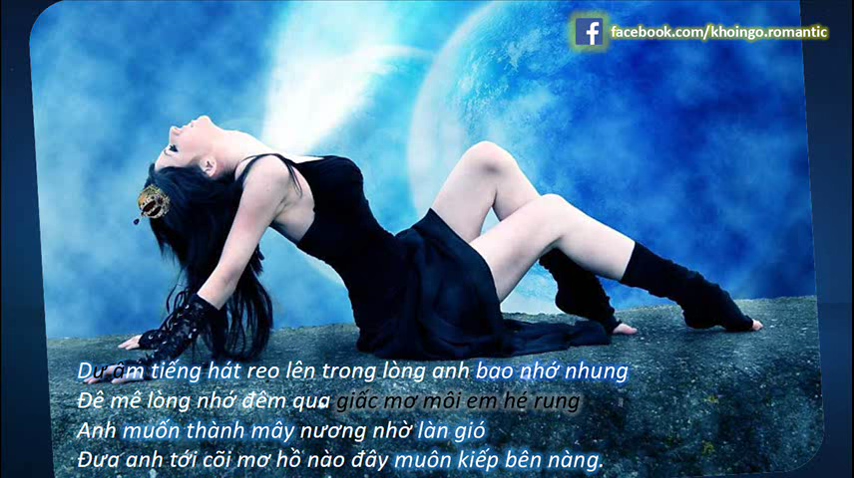 facebook.com/khoingo.romantic
Dư âm tiếng hát reo lên trong lòng anh bao nhớ nhung
Đê mê lòng nhớ đêm qua giấc mơ môi em hé rung
Anh muốn thành mây nương nhờ làn gió
Đưa anh tới cõi mơ hồ nào đây muôn kiếp bên nàng.